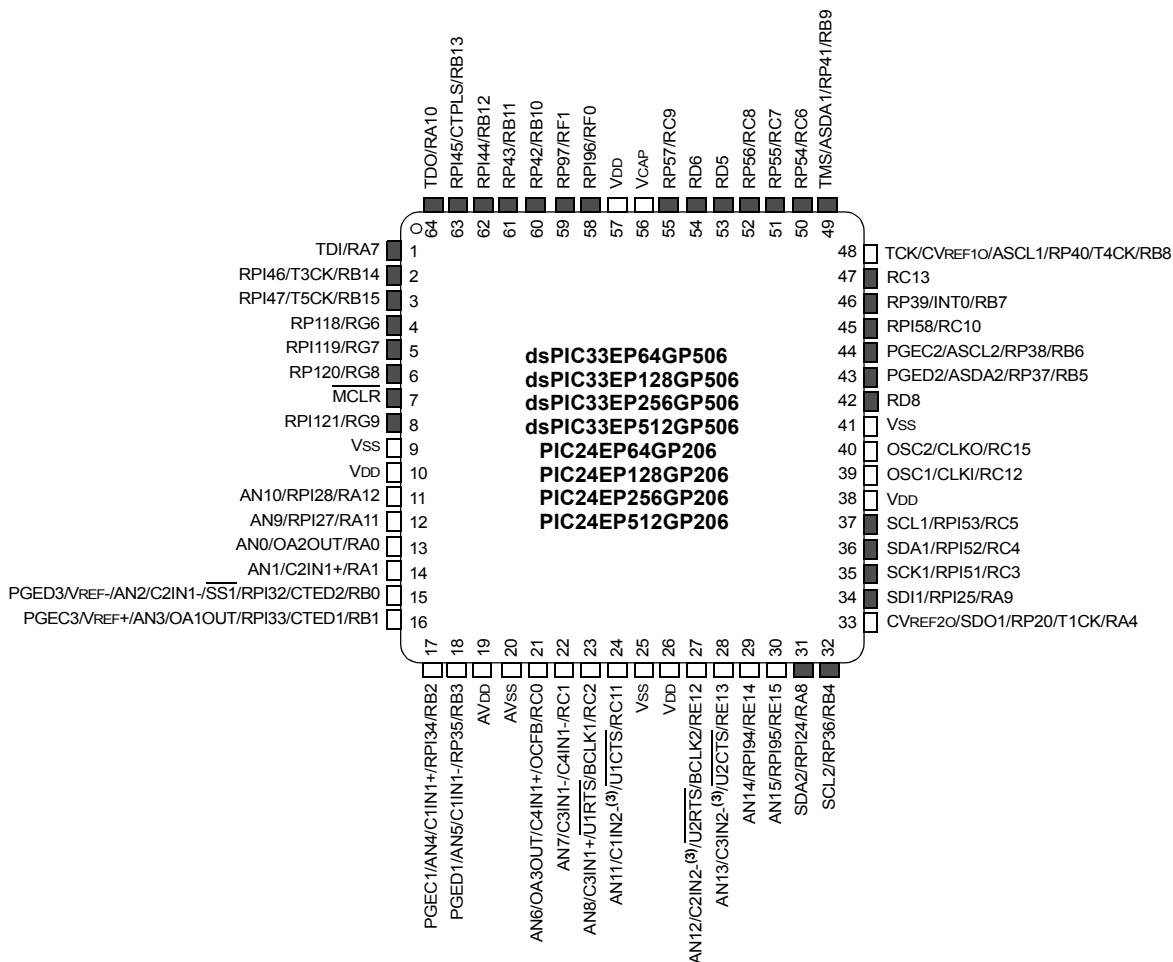 TDO/RA10
RPI45/CTPLS/RB13
RPI44/RB12
RP43/RB11
RP42/RB10
RP97/RF1
RPI96/RF0
VDD
VCAP
RP57/RC9
RD6
RD5
RP56/RC8
RP55/RC7
RP54/RC6
TMS/ASDA1/RP41/RB9
64 63 62 61 60 59 58 57 56 55 54 53 52 51 50 49
TDI/RA7 1
RPI46/T3CK/RB14 2
RPI47/T5CK/RB15 3
RP118/RG6 4
RPI119/RG7 5
RP120/RG8 6
MCLR 7
RPI121/RG9 8
VSS 9
VDD 10
AN10/RPI28/RA12 11
AN9/RPI27/RA11 12
AN0/OA2OUT/RA0 13
AN1/C2IN1+/RA1 14
PGED3/VREF-/AN2/C2IN1-/SS1/RPI32/CTED2/RB0 15
PGEC3/VREF+/AN3/OA1OUT/RPI33/CTED1/RB1 16
dsPIC33EP64GP506
dsPIC33EP128GP506
dsPIC33EP256GP506
dsPIC33EP512GP506
PIC24EP64GP206
PIC24EP128GP206
PIC24EP256GP206
PIC24EP512GP206
48 TCK/CVREF1O/ASCL1/RP40/T4CK/RB8
47 RC13
46 RP39/INT0/RB7
45 RPI58/RC10
44 PGEC2/ASCL2/RP38/RB6
43 PGED2/ASDA2/RP37/RB5
42 RD8
41 VSS
40 OSC2/CLKO/RC15
39 OSC1/CLKI/RC12
38 VDD
37 SCL1/RPI53/RC5
36 SDA1/RPI52/RC4
35 SCK1/RPI51/RC3
34 SDI1/RPI25/RA9
33 CVREF2O/SDO1/RP20/T1CK/RA4
17 18 19 20 21 22 23 24 25 26 27 28 29 30 31 32
PGEC1/AN4/C1IN1+/RPI34/RB2
PGED1/AN5/C1IN1-/RP35/RB3
AVDD
AVSS
AN6/OA3OUT/C4IN1+/OCFB/RC0
AN7/C3IN1-/C4IN1-/RC1
AN8/C3IN1+/U1RTS/BCLK1/RC2
AN11/C1IN2-(3)/U1CTS/RC11
VSS
VDD
AN12/C2IN2-(3)/U2RTS/BCLK2/RE12
AN13/C3IN2-(3)/U2CTS/RE13
AN14/RPI94/RE14
AN15/RPI95/RE15
SDA2/RPI24/RA8
SCL2/RP36/RB4